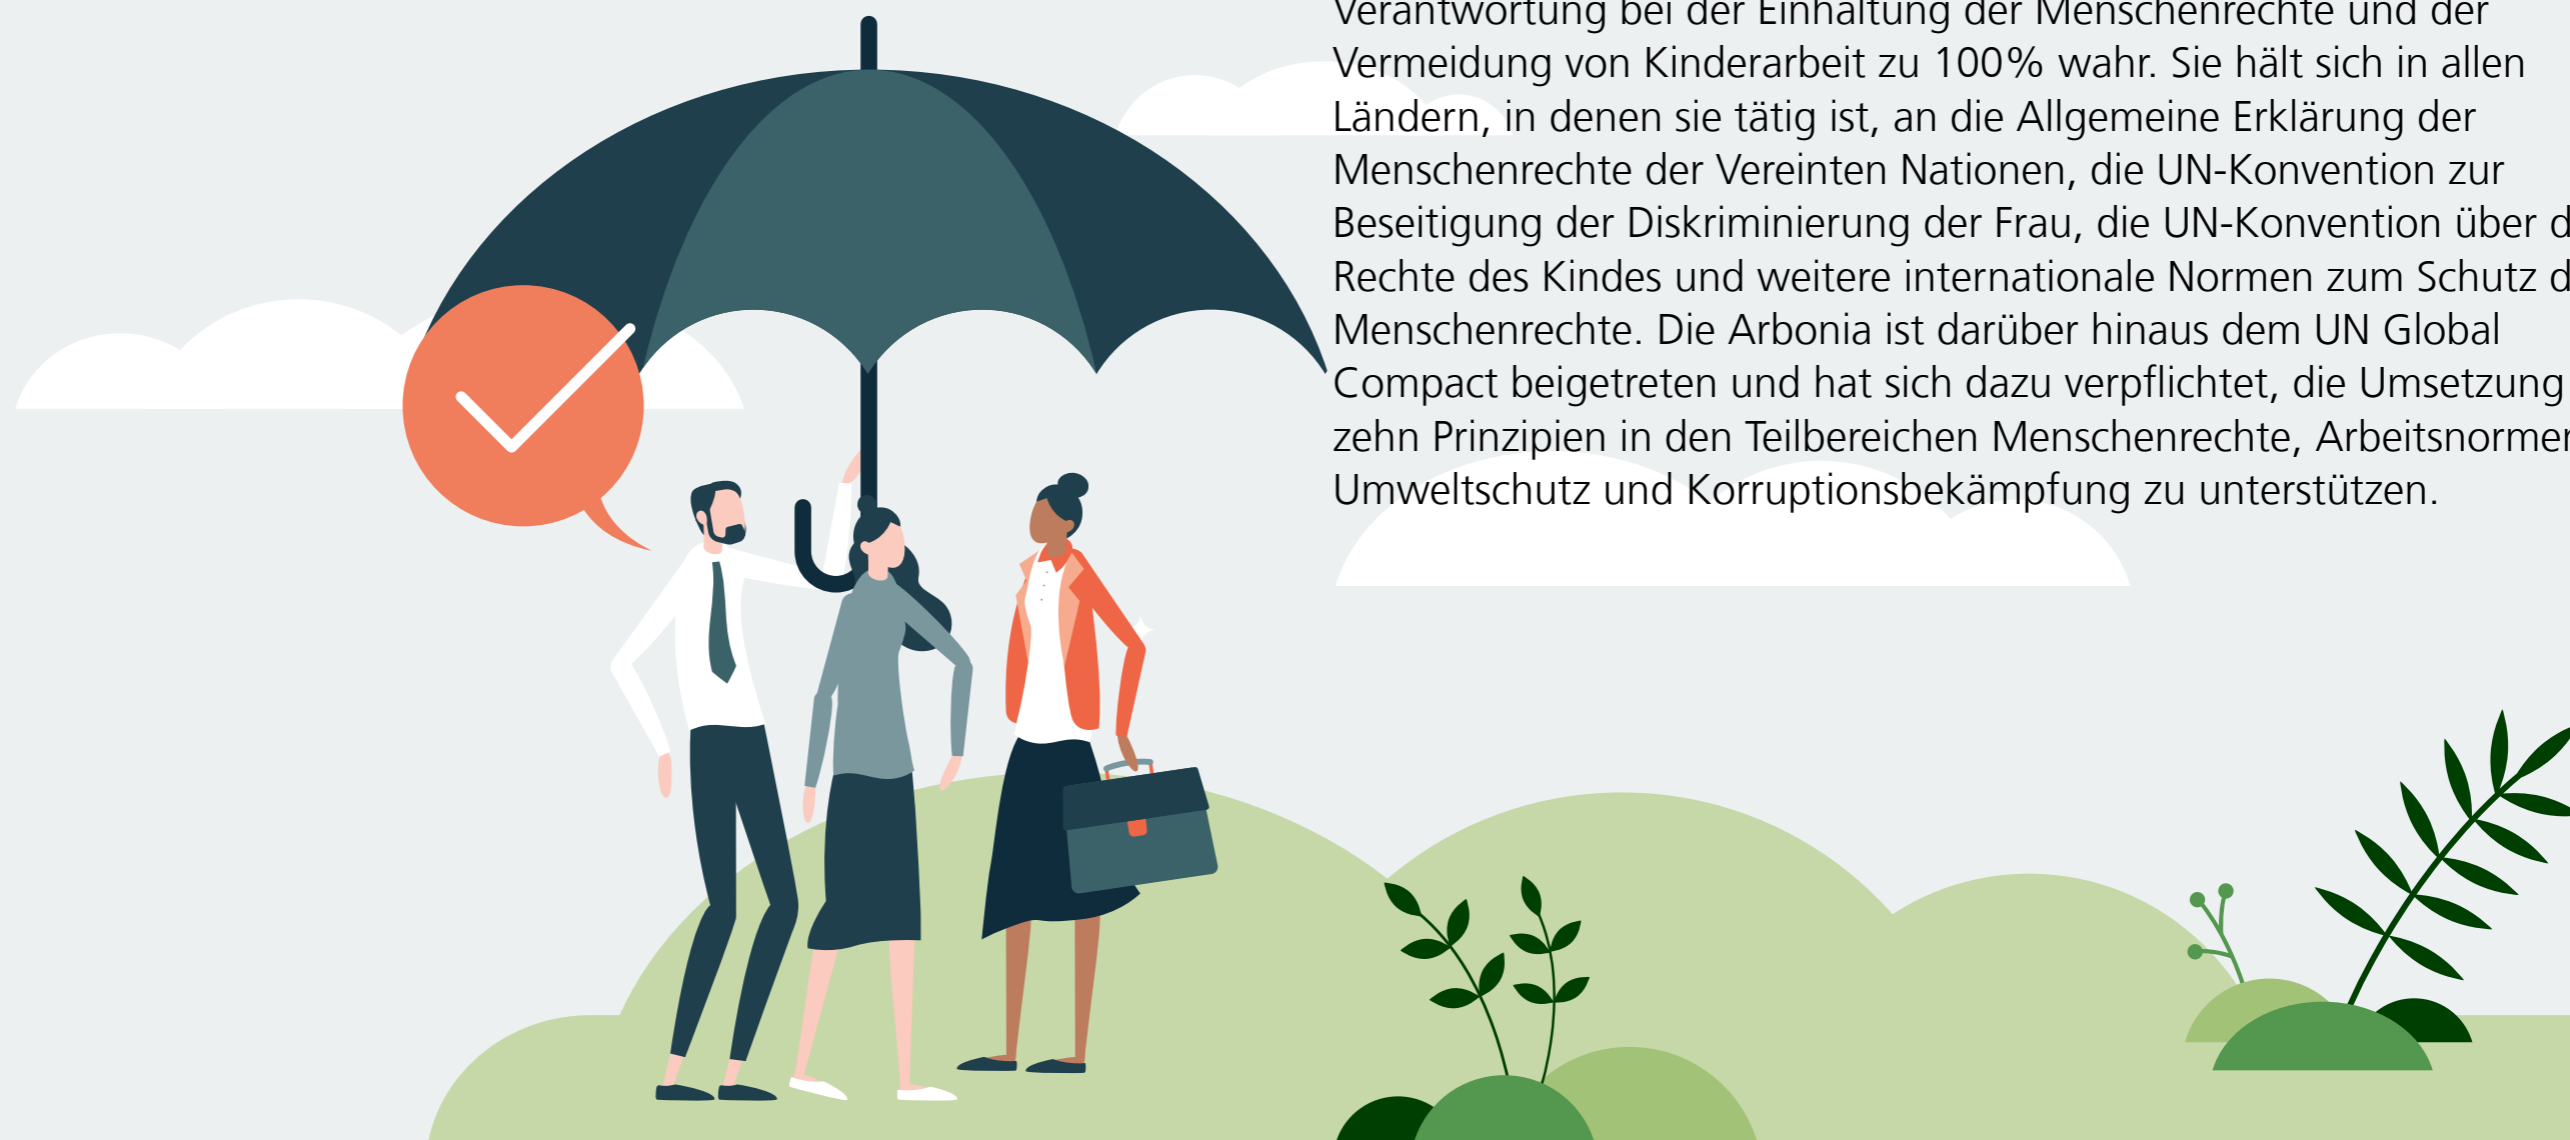 Verantwortung bei der Einhaltung der Menschenrechte und der
Vermeidung von Kinderarbeit zu 100% wahr. Sie hält sich in allen
Ländern, in denen sie tätig ist, an die Allgemeine Erklärung der
Menschenrechte der Vereinten Nationen, die UN-Konvention zur
Beseitigung der Diskriminierung der Frau, die UN-Konvention über
Rechte des Kindes und weitere internationale Normen zum Schutz
Menschenrechte. Die Arbonia ist darüber hinaus dem UN Global
Compact beigetreten und hat sich dazu verpflichtet, die Umsetzung
zehn Prinzipien in den Teilbereichen Menschenrechte,
Umweltschutz und Korruptionsbekämpfung zu unterstützen.